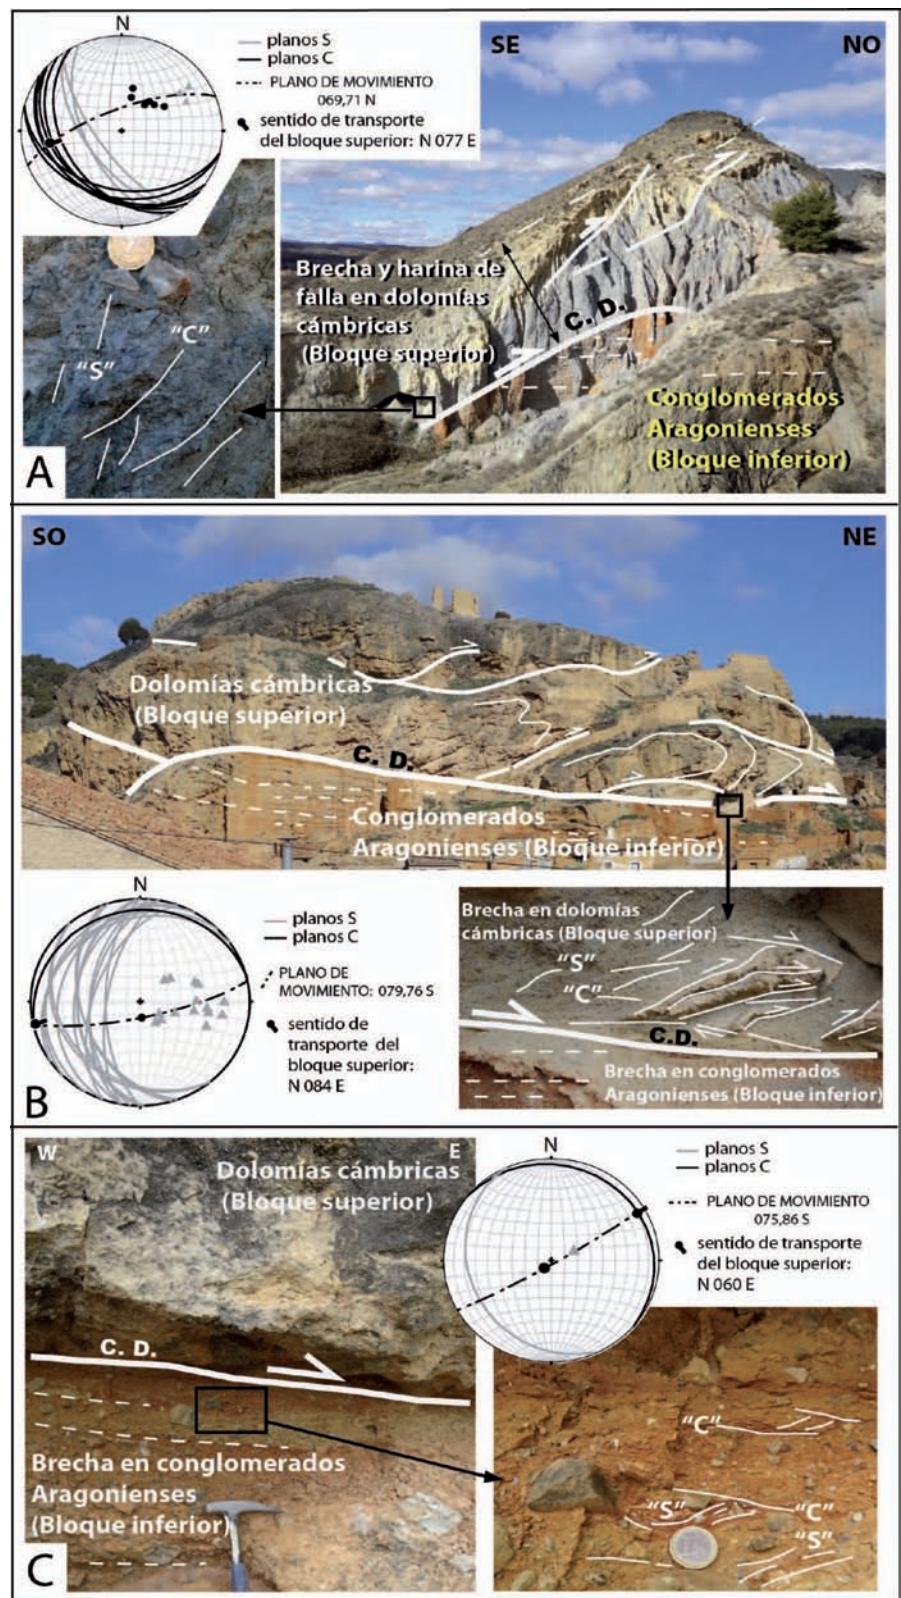 N
planos S
planos C
PLANO DE MOVIMIENTO
069,71 N
sentido de transporte
del bloque superior: N 077 E
SE
NO
Brecha y harina de
falla en dolomías
cámbricas
(Bloque superior)
C. D.
Conglomerados
Aragonienses
(Bloque inferior)
"C"
"S"
A
SO
NE
Dolomías cámbricas
(Bloque superior)
C. D.
Conglomerados
Aragonienses (Bloque inferior)
N
planos S
planos C
PLANO DE
MOVIMIENTO: 079,76 S
sentido de
transporte del
bloque superior:
N 084 E
B
Brecha en dolomías
cámbricas (Bloque superior)
"S"
"C"
C.D.
Brecha en conglomerados
Aragonienses (Bloque inferior)
W
E
Dolomías cámbricas
(Bloque superior)
C. D.
Brecha en conglomerados
Aragonienses
(Bloque inferior)
C
N
planos S
planos C
PLANO DE MOVIMIENTO
075,86 S
sentido de transporte
del bloque superior:
N 060 E
"C"
"S"
"C"
"S"